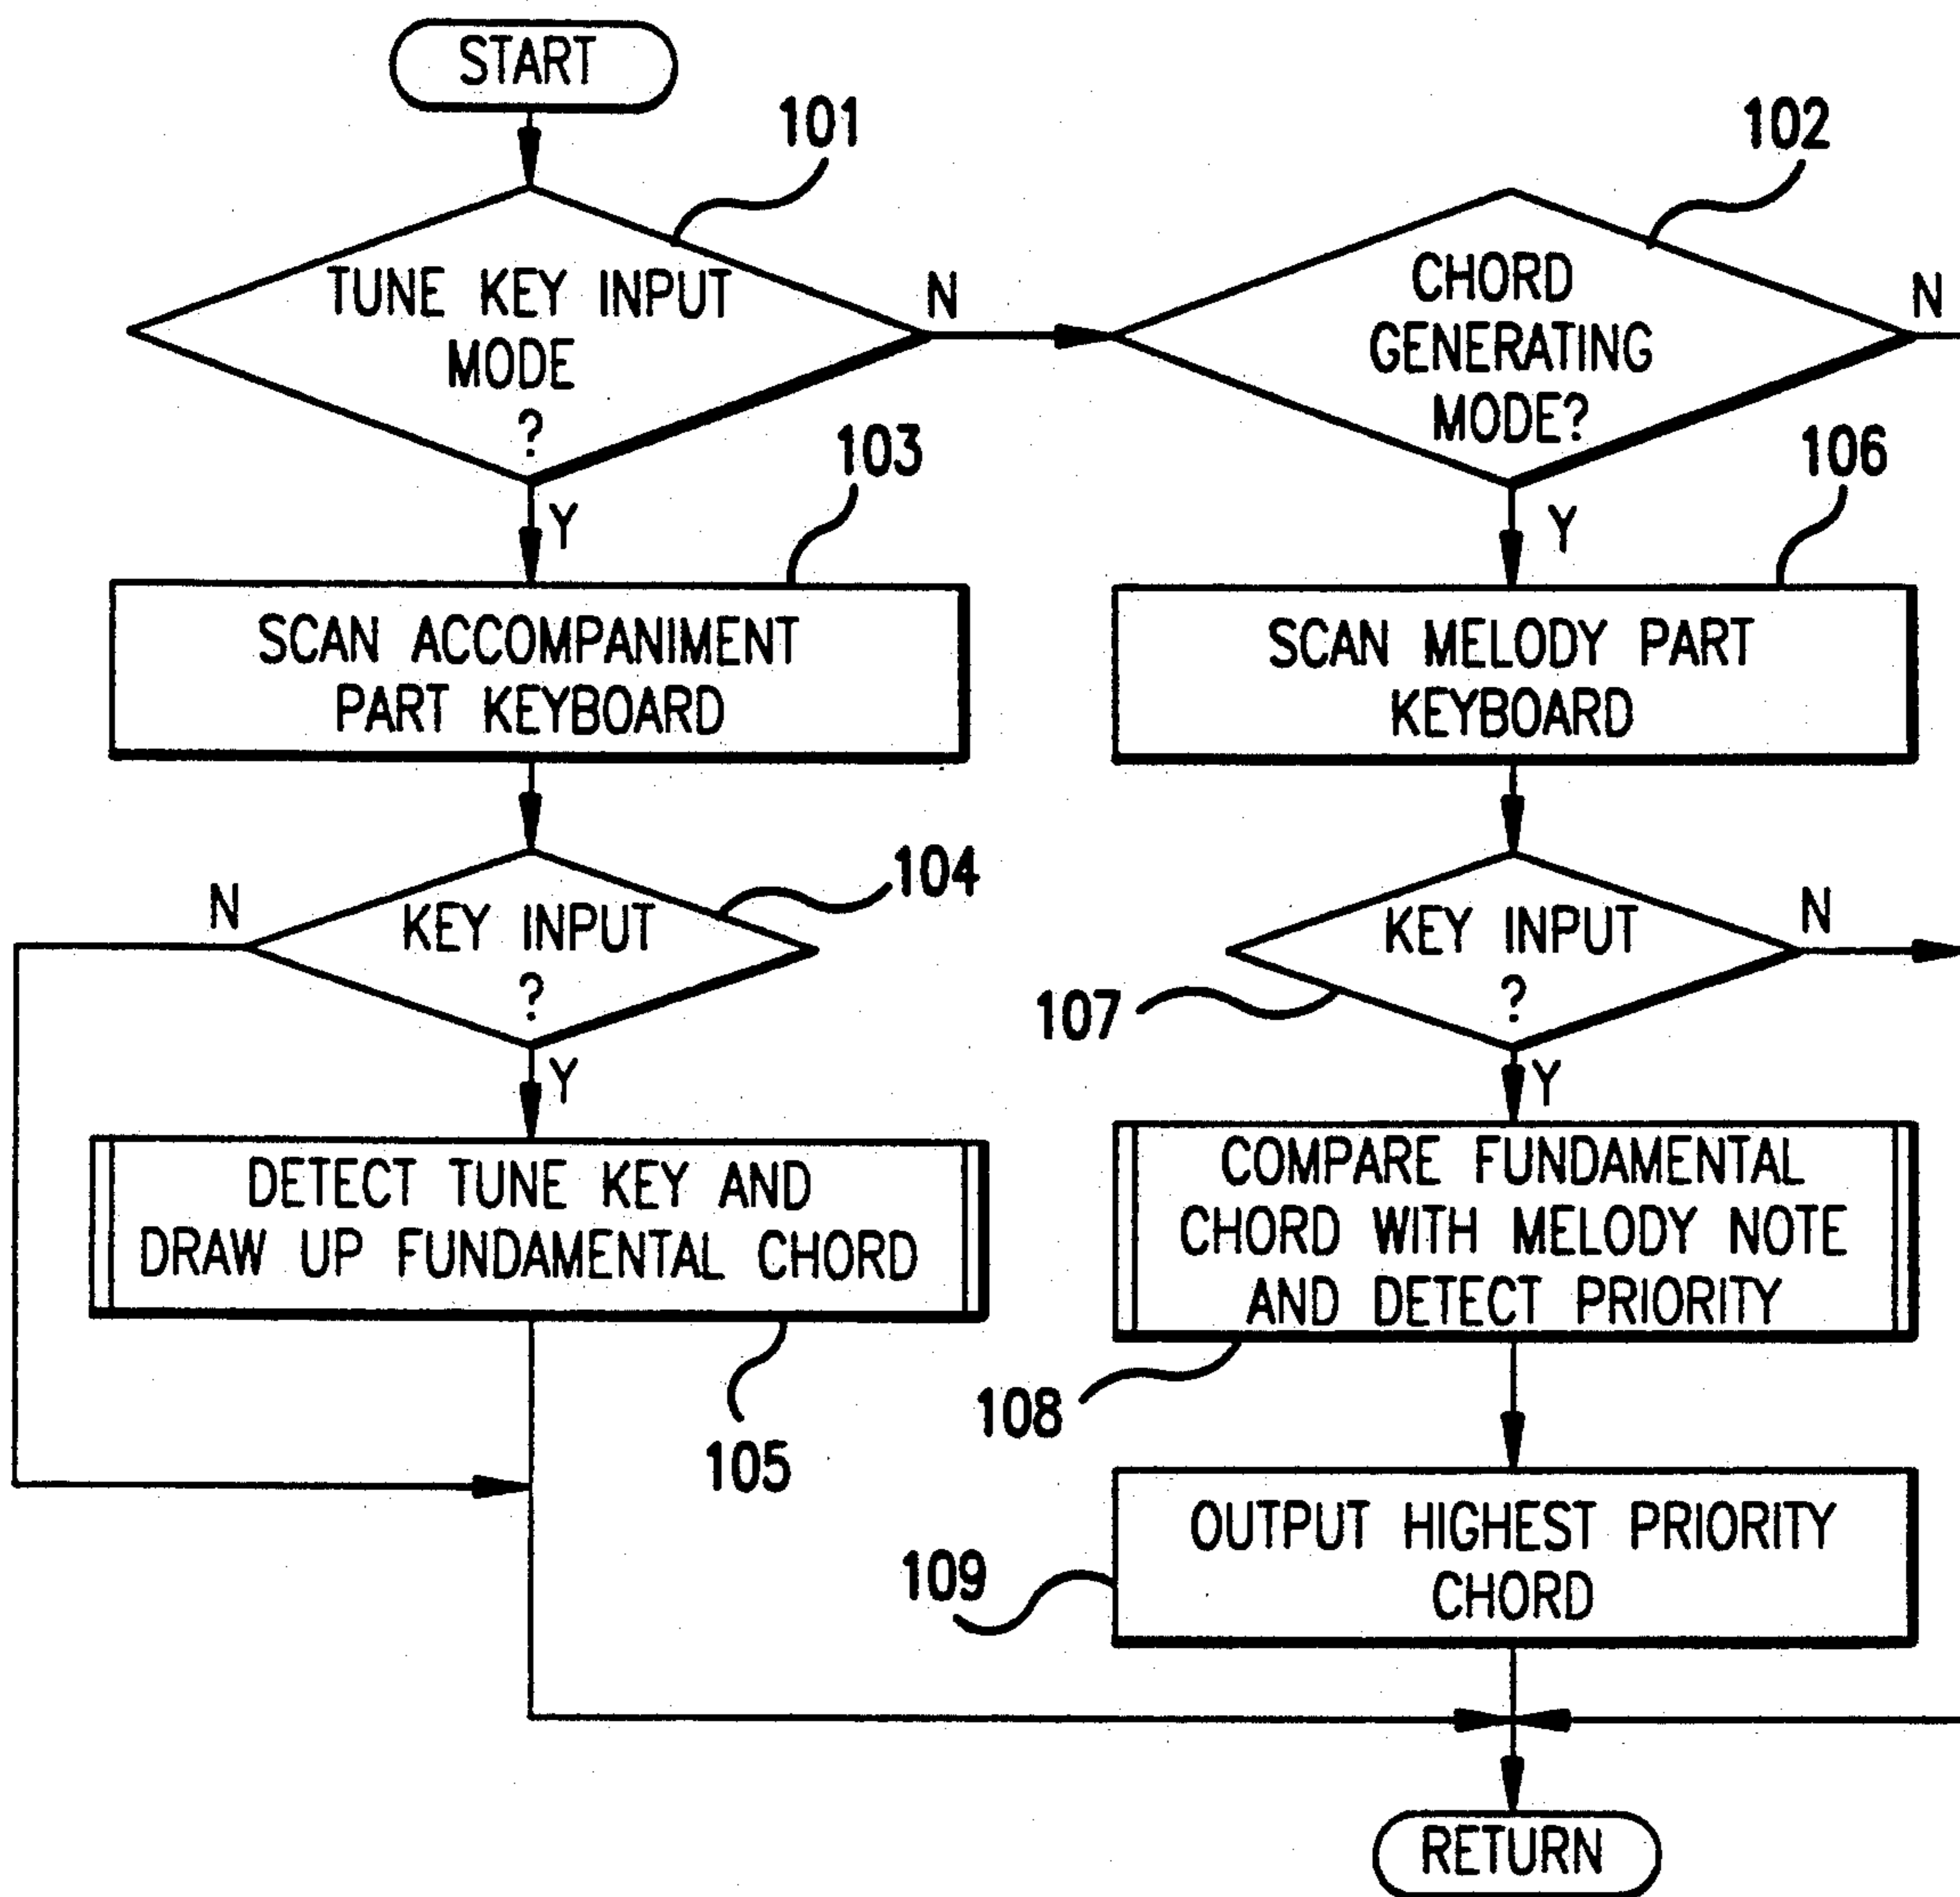 START
101
TUNE KEY INPUT
MODE
?
N
Y
102
CHORD
GENERATING
MODE?
N
Y
103
SCAN ACCOMPANIMENT
PART KEYBOARD
106
SCAN MELODY PART
KEYBOARD
104
KEY INPUT
?
N
Y
107
KEY INPUT
?
N
Y
DETECT TUNE KEY AND
DRAW UP FUNDAMENTAL CHORD
105
COMPARE FUNDAMENTAL
CHORD WITH MELODY NOTE
AND DETECT PRIORITY
108
OUTPUT HIGHEST PRIORITY
CHORD
109
RETURN